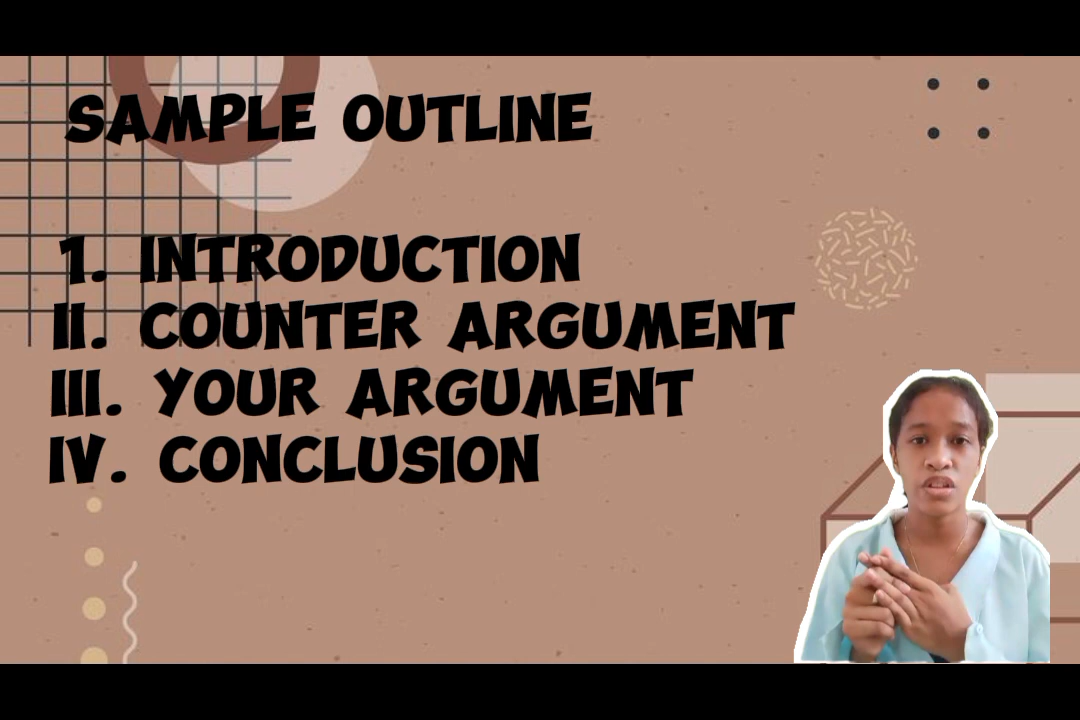 SAMPLE OUTLINE
1. INTRODUCTION
II. COUNTER ARGUMENT
III. YOUR ARGUMENT
IV. CONCLUSION